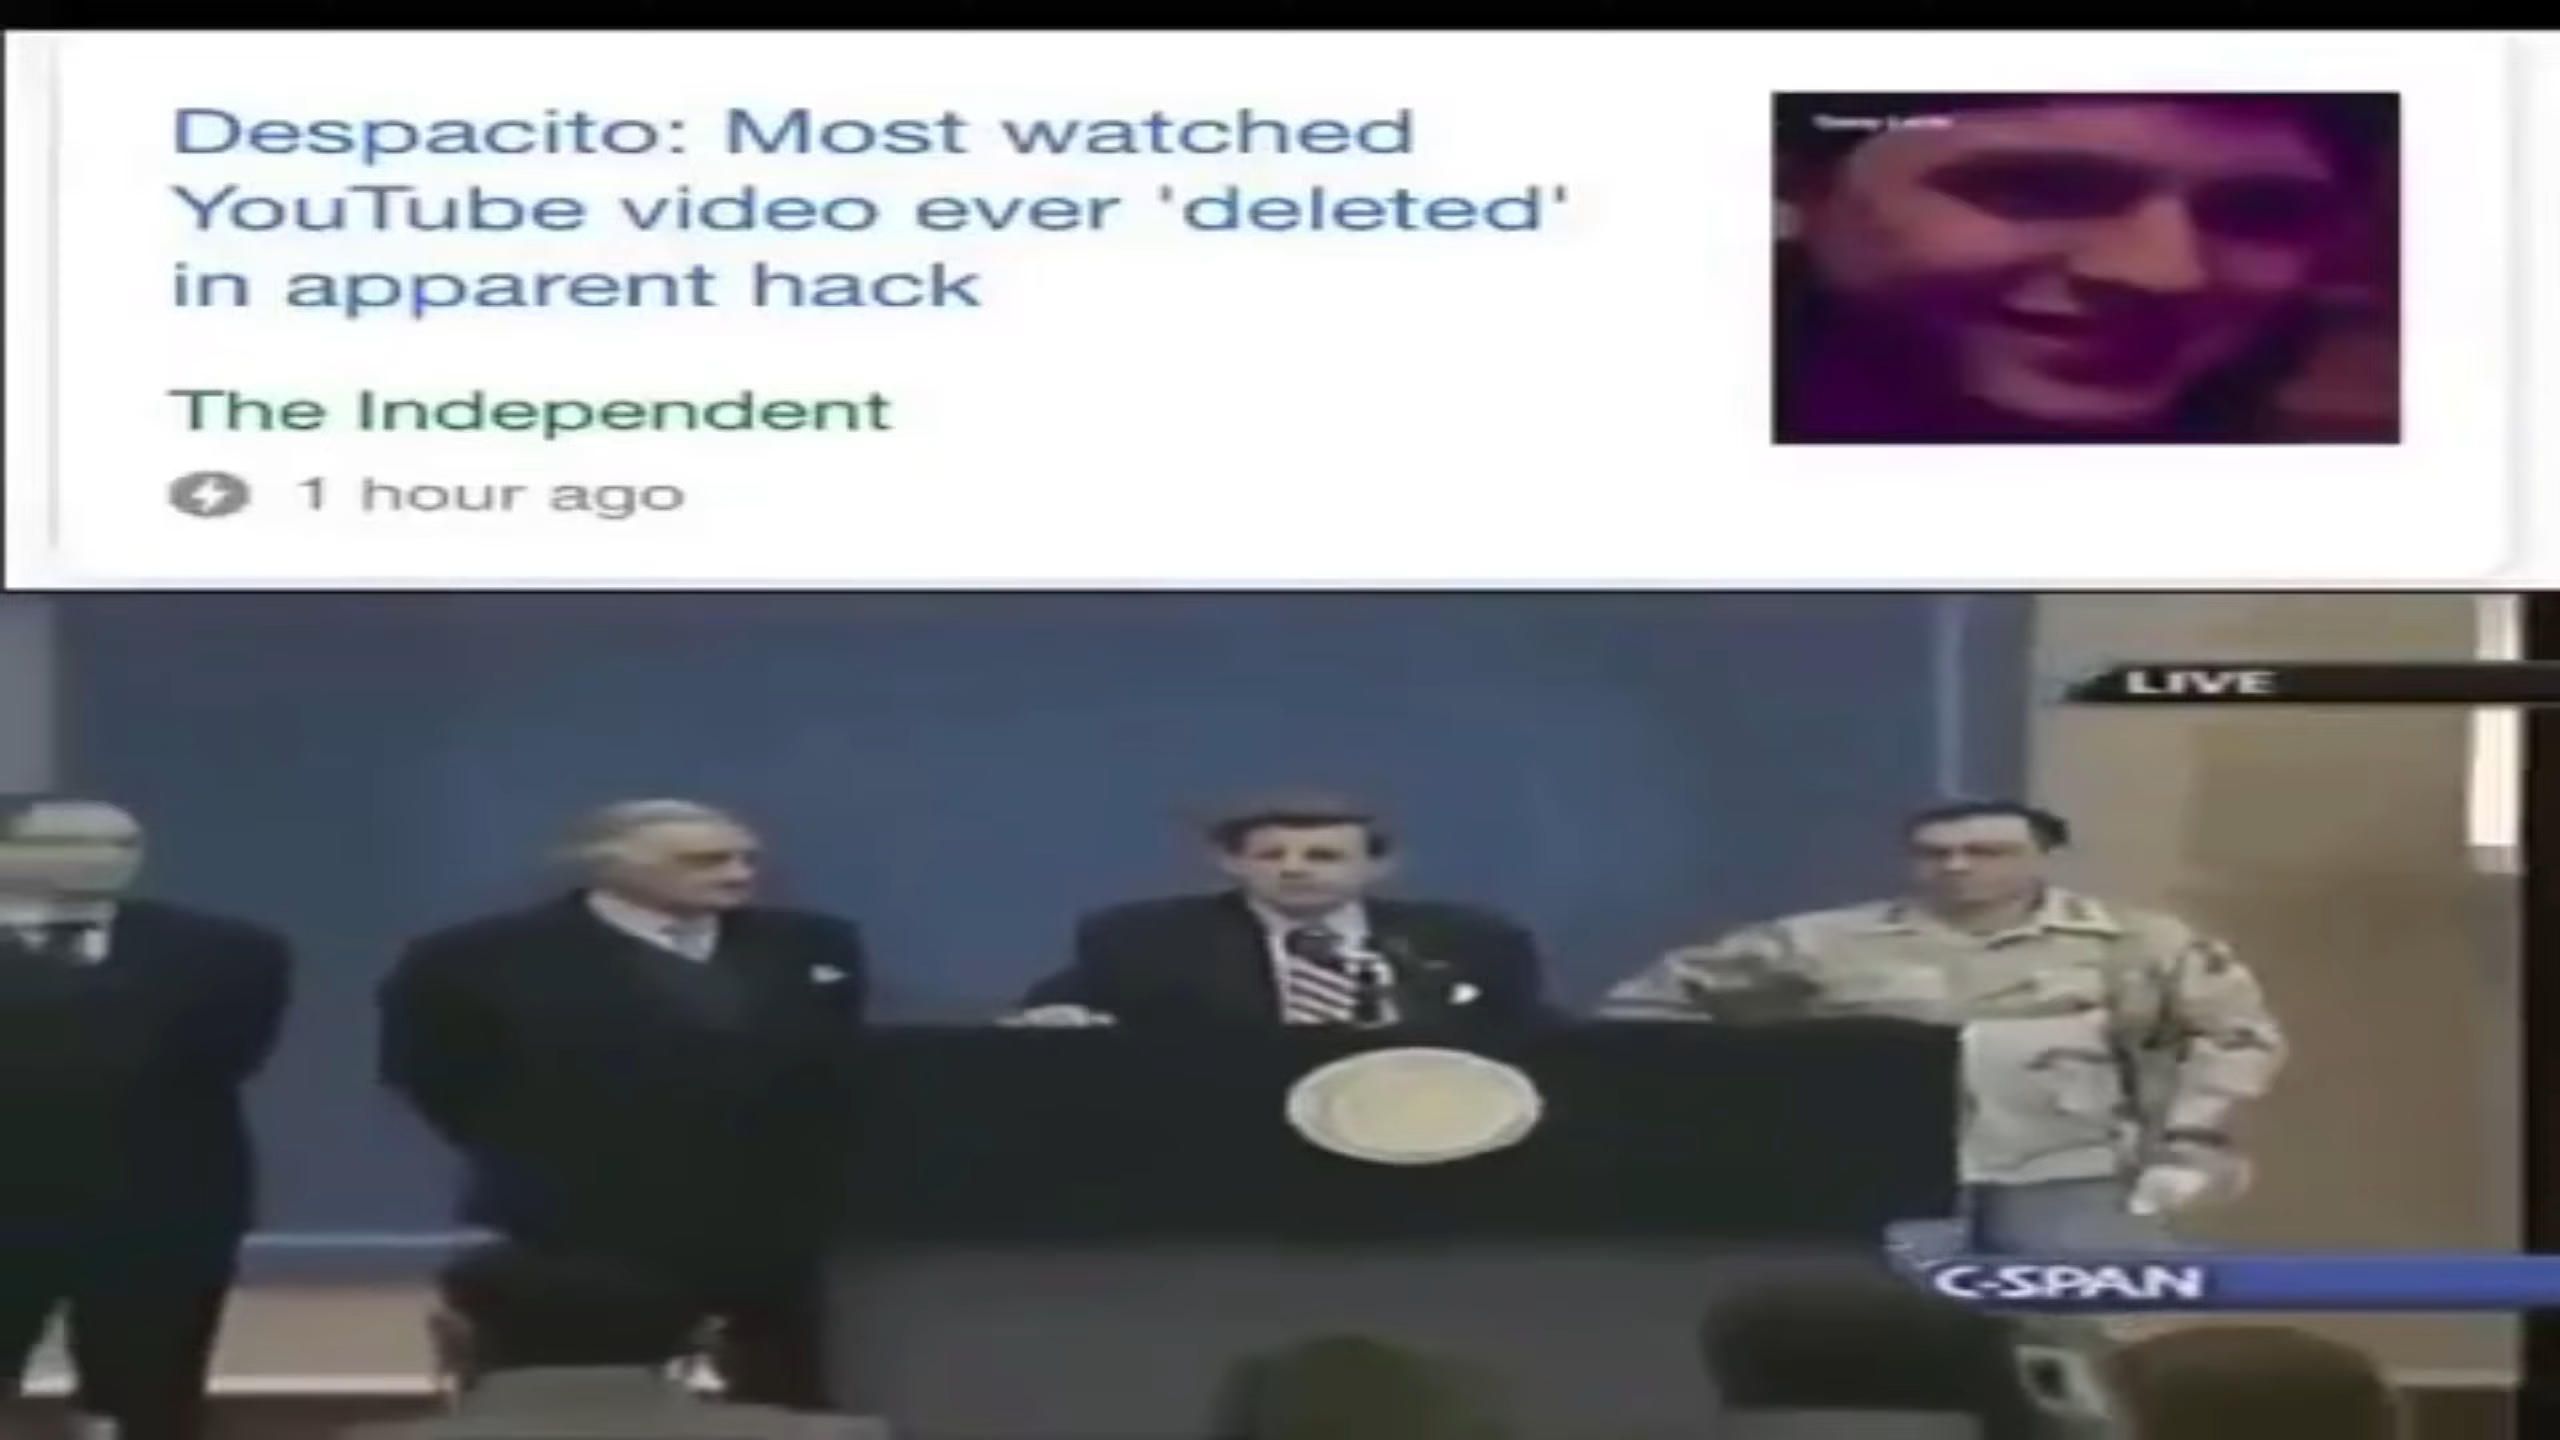 Despacito: Most watched
YouTube video ever 'deleted'
in apparent hack
The Independent
1 hour ago
LIVE
C-SPAN